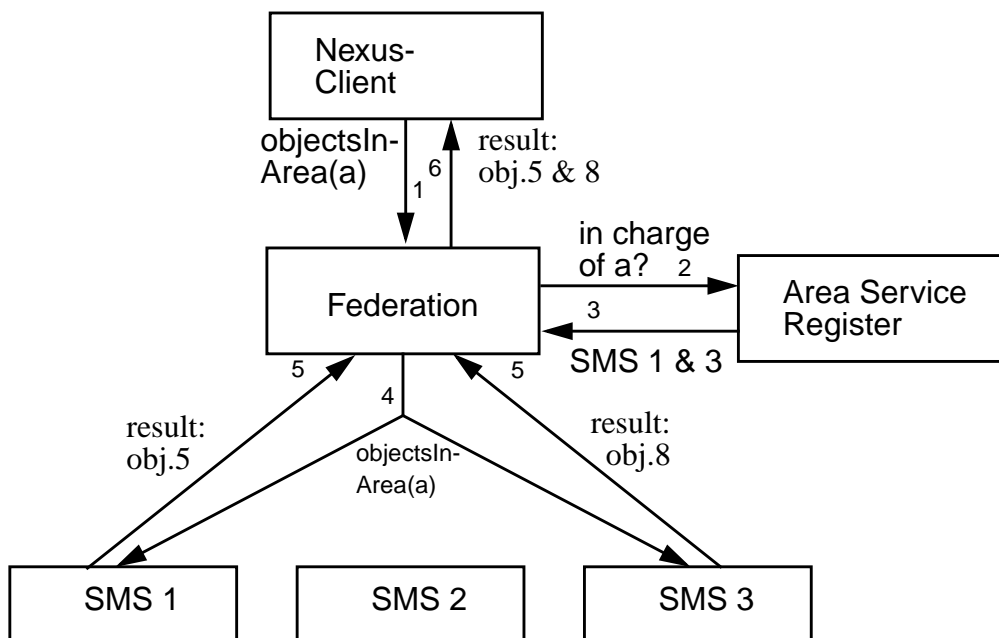 Nexus-
Client
objectsIn-
Area(a)
1
6
result:
obj.5 & 8
in charge
of a?
2
Federation
3
SMS 1 & 3
Area Service
Register
5
4
5
result:
obj.5
objectsIn-
Area(a)
result:
obj.8
SMS 1
SMS 2
SMS 3